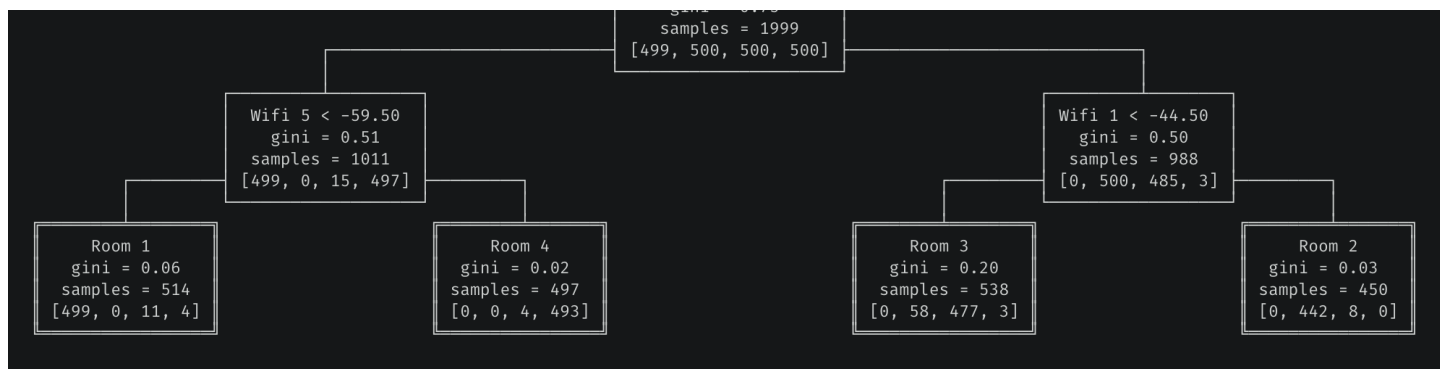 samples = 1999
[499, 500, 500, 500]
Wifi 5 < -59.50
gini = 0.51
samples = 1011
[499, 0, 15, 497]
Wifi 1 < -44.50
gini = 0.50
samples = 988
[0, 500, 485, 3]
Room 1
gini = 0.06
samples = 514
[499, 0, 11, 4]
Room 4
gini = 0.02
samples = 497
[0, 0, 4, 493]
Room 3
gini = 0.20
samples = 538
[0, 58, 477, 3]
Room 2
gini = 0.03
samples = 450
[0, 442, 8, 0]